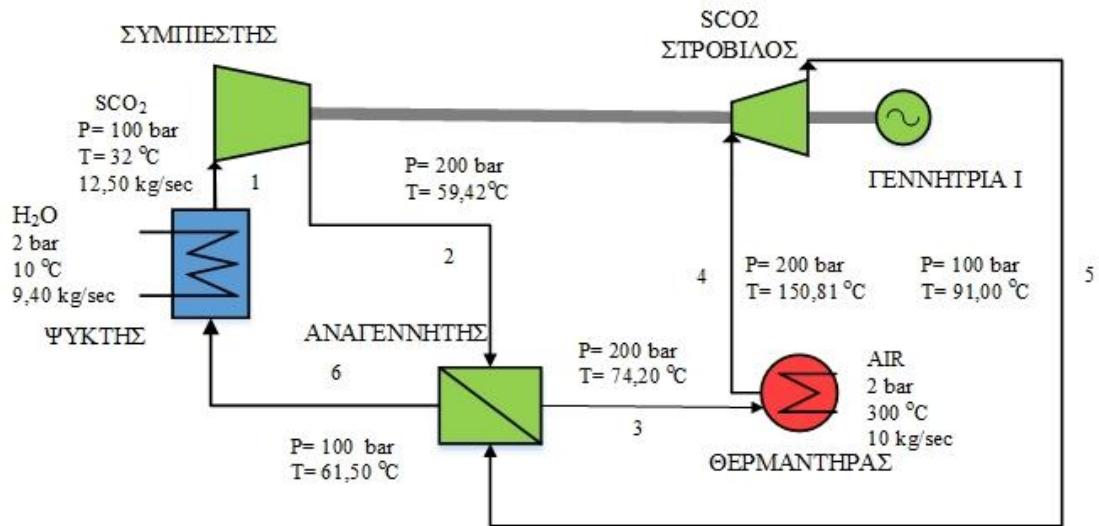 ΣΥΜΠΙΕΣΤΗΣ
SCO2
ΣΤΡΟΒΙΛΟΣ
SCO₂
P= 100 bar
T= 32 °C
12,50 kg/sec
1
P= 200 bar
T= 59,42°C
ΓΕΝΝΗΤΡΙΑ Ι
H₂O
2 bar
10 °C
9,40 kg/sec
ΨΥΚΤΗΣ
2
4
P= 200 bar
T= 150,81 °C
P= 100 bar
T= 91,00 °C
5
ΑΝΑΓΕΝΝΗΤΗΣ
6
P= 200 bar
T= 74,20 °C
3
AIR
2 bar
300 °C
10 kg/sec
ΘΕΡΜΑΝΤΗΡΑΣ
P= 100 bar
T= 61,50 °C